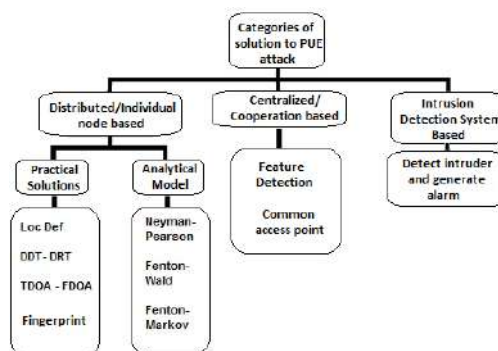 Categories of
solution to PUE
attack
Distributed/Individual
node based
Centralized/
Cooperation based
Intrusion
Detection System
Based
Practical
Solutions
Analytical
Model
Feature
Detection
Common
access point
Detect intruder
and generate
alarm
Loc Def
DDT- DRT
TDOA - FDOA
Fingerprint
Neyman-
Pearson
Fenton-
Wald
Fenton-
Markov